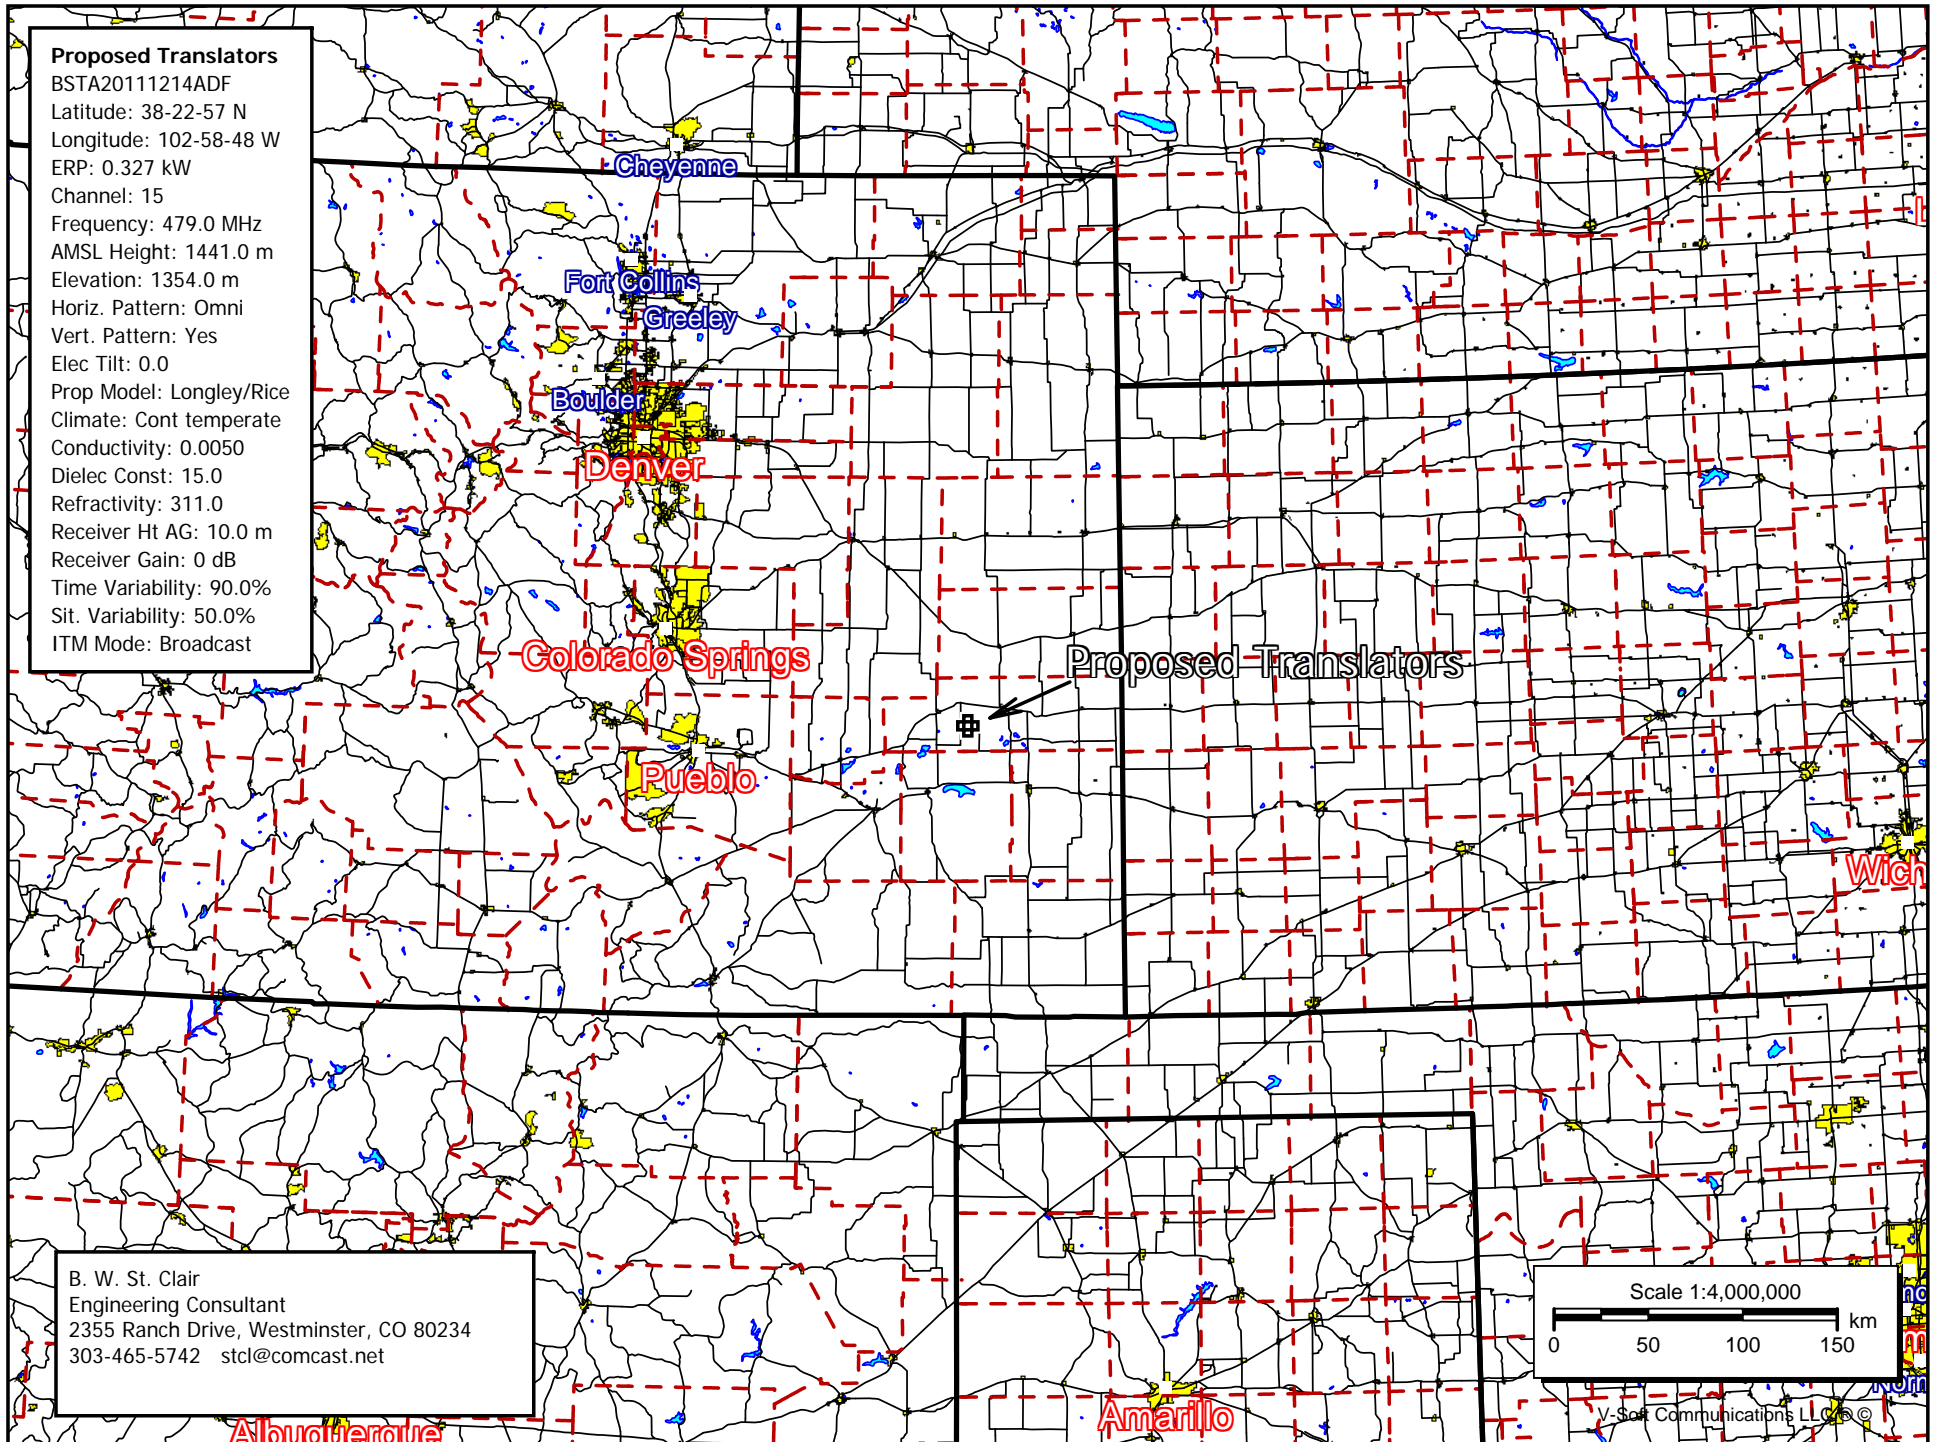 Proposed Translators
BSTA20111214ADF
Latitude: 38-22-57 N
Longitude: 102-58-48 W
ERP: 0.327 kW
Channel: 15
Frequency: 479.0 MHz
AMSL Height: 1441.0 m
Elevation: 1354.0 m
Horiz. Pattern: Omni
Vert. Pattern: Yes
Elec Tilt: 0.0
Prop Model: Longley/Rice
Climate: Cont temperate
Conductivity: 0.0050
Dielec Const: 15.0
Refractivity: 311.0
Receiver Ht AG: 10.0 m
Receiver Gain: 0 dB
Time Variability: 90.0%
Sit. Variability: 50.0%
ITM Mode: Broadcast
Cheyenne
Fort Collins
Greeley
Boulder
Denver
Colorado Springs
Proposed Translators
Pueblo
Wich
B. W. St. Clair
Engineering Consultant
2355 Ranch Drive, Westminster, CO 80234
303-465-5742 stcl@comcast.net
Scale 1:4,000,000
km
0 50 100 150
Norn
Amarillo
Albuquerque
V-Soft Communications LLC ® ©